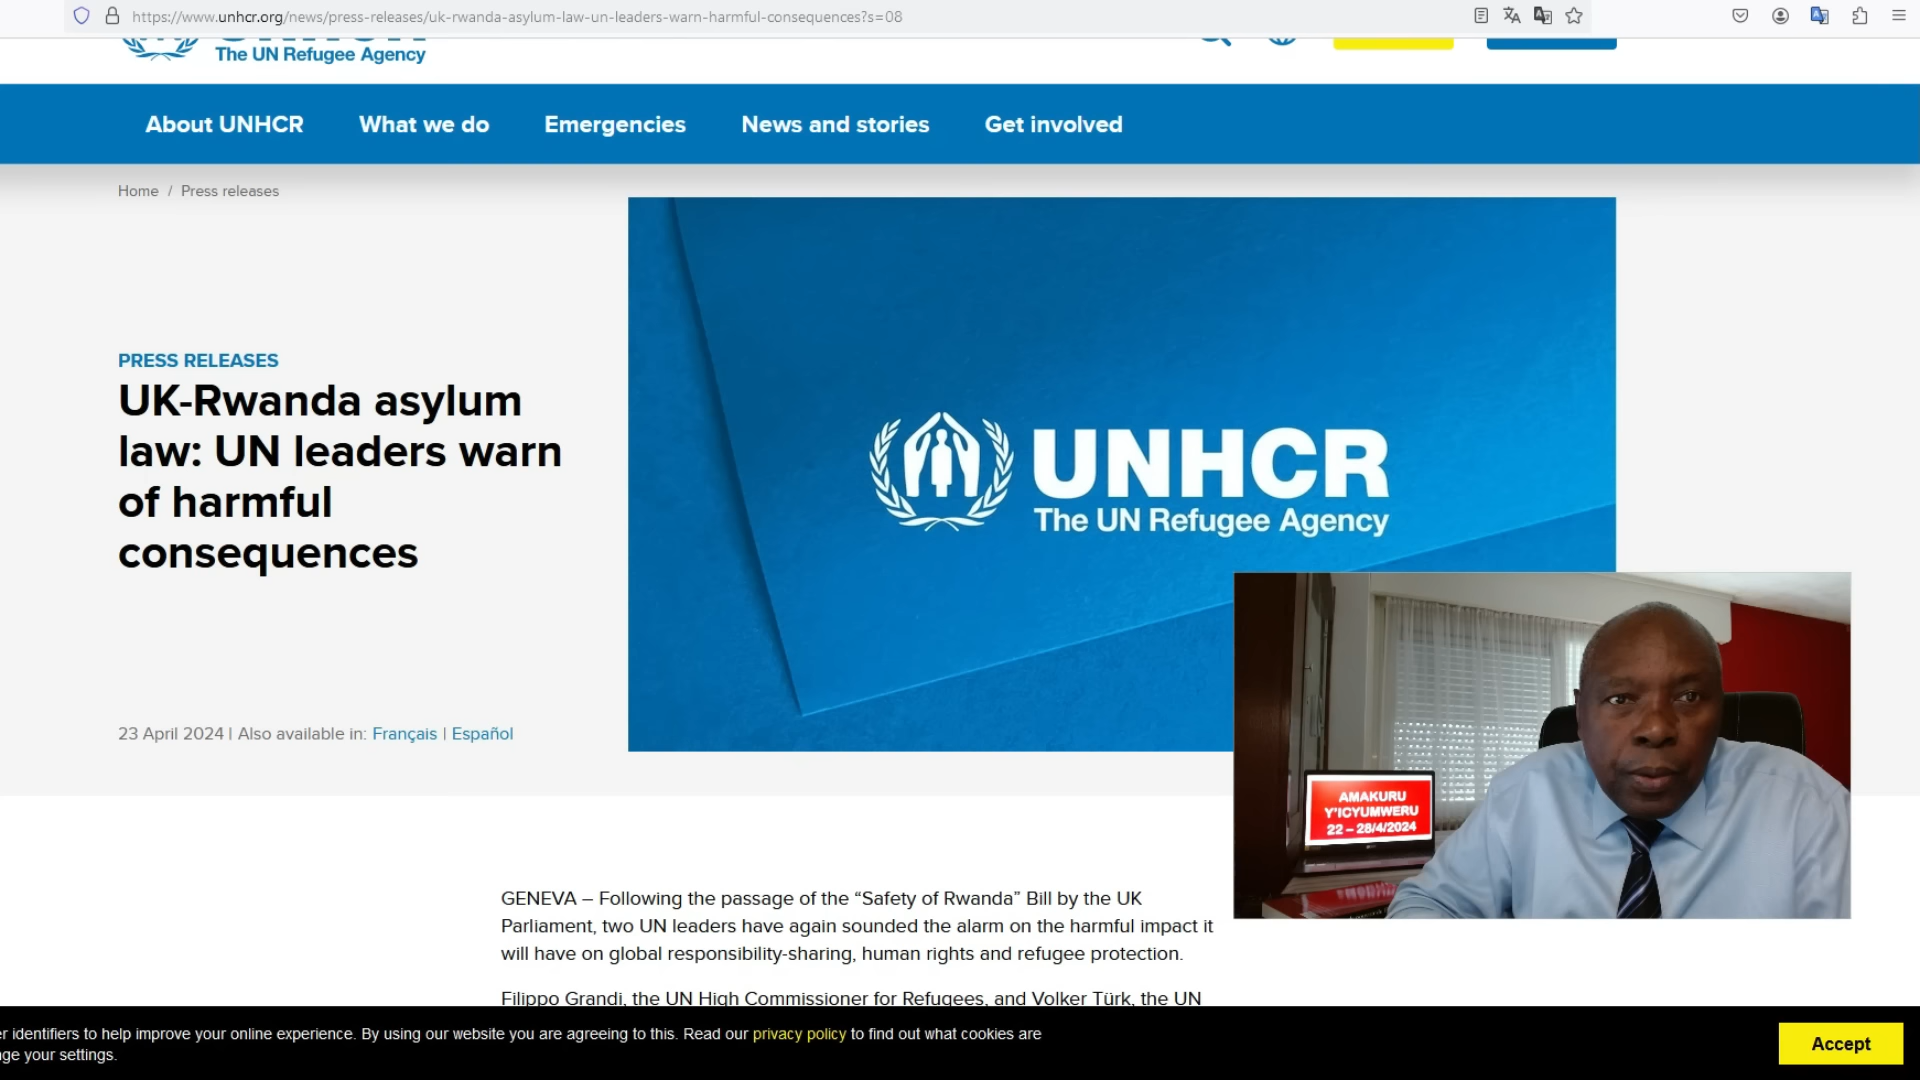 https://www.unhcr.org/news/press-releases/uk-rwanda-asylum-law-un-leaders-warn-harmful-consequences?s=08
The UN Refugee Agency
About UNHCR
What we do
Emergencies
News and stories
Get involved
Home / Press releases
PRESS RELEASES
UK-Rwanda asylum
law: UN leaders warn
of harmful
consequences
23 April 2024 | Also available in: Français | Español
UNHCR
The UN Refugee Agency
AMAKURU
Y'ICYUMWERU
22 – 28/4/2024
GENEVA – Following the passage of the “Safety of Rwanda” Bill by the UK
Parliament, two UN leaders have again sounded the alarm on the harmful impact it
will have on global responsibility-sharing, human rights and refugee protection.
Filippo Grandi, the UN High Commissioner for Refugees, and Volker Türk, the UN
identifiers to help improve your online experience. By using our website you are agreeing to this. Read our privacy policy to find out what cookies are
your settings.
Accept